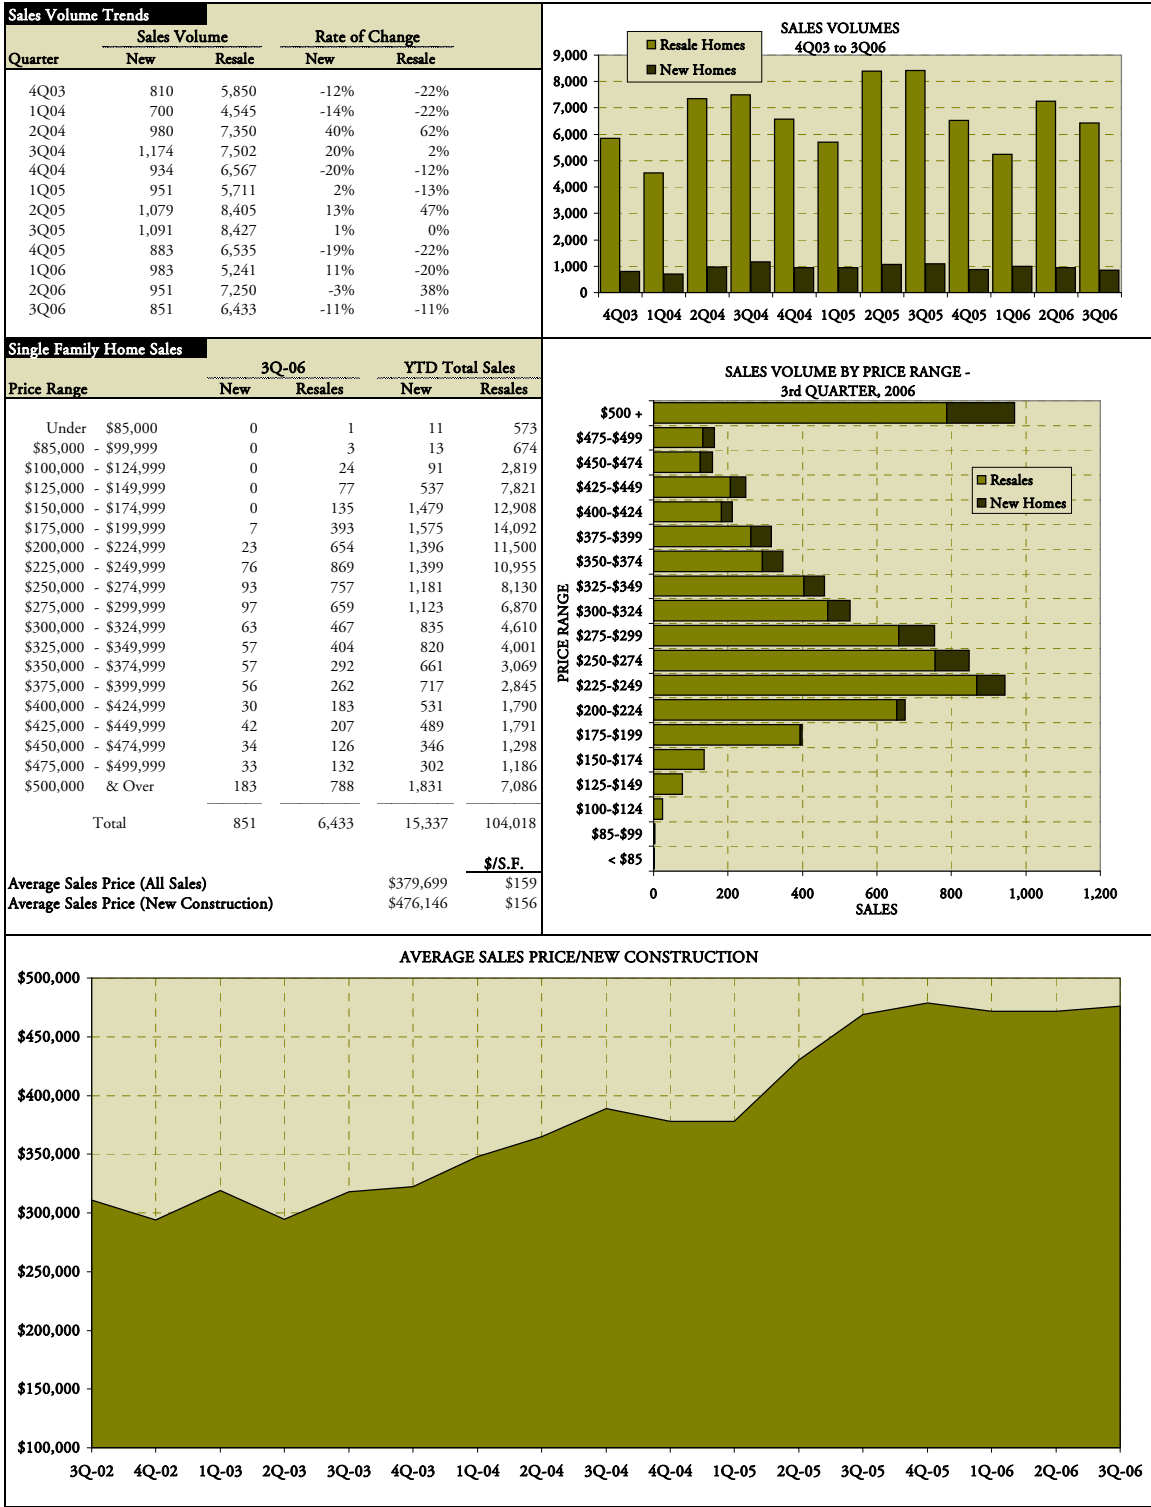 Sales Volume Trends
Sales Volume Rate of Change
Quarter New Resale New Resale
4Q03 810 5,850 -12% -22%
1Q04 700 4,545 -14% -22%
2Q04 980 7,350 40% 62%
3Q04 1,174 7,502 20% 2%
4Q04 934 6,567 -20% -12%
1Q05 951 5,711 2% -13%
2Q05 1,079 8,405 13% 47%
3Q05 1,091 8,427 1% 0%
4Q05 883 6,535 -19% -22%
1Q06 983 5,241 11% -20%
2Q06 951 7,250 -3% 38%
3Q06 851 6,433 -11% -11%
SALES VOLUMES
4Q03 to 3Q06
Resale Homes
New Homes
9,000
8,000
7,000
6,000
5,000
4,000
3,000
2,000
1,000
0
4Q03 1Q04 2Q04 3Q04 4Q04 1Q05 2Q05 3Q05 4Q05 1Q06 2Q06 3Q06
Single Family Home Sales
3Q-06 YTD Total Sales
Price Range New Resales New Resales
Under $85,000 0 1 11 573
$85,000 - $99,999 0 3 13 674
$100,000 - $124,999 0 24 91 2,819
$125,000 - $149,999 0 77 537 7,821
$150,000 - $174,999 0 135 1,479 12,908
$175,000 - $199,999 7 393 1,575 14,092
$200,000 - $224,999 23 654 1,396 11,500
$225,000 - $249,999 76 869 1,399 10,955
$250,000 - $274,999 93 757 1,181 8,130
$275,000 - $299,999 97 659 1,123 6,870
$300,000 - $324,999 63 467 835 4,610
$325,000 - $349,999 57 404 820 4,001
$350,000 - $374,999 57 292 661 3,069
$375,000 - $399,999 56 262 717 2,845
$400,000 - $424,999 30 183 531 1,790
$425,000 - $449,999 42 207 489 1,791
$450,000 - $474,999 34 126 346 1,298
$475,000 - $499,999 33 132 302 1,186
$500,000 & Over 183 788 1,831 7,086
Total 851 6,433 15,337 104,018
$/S.F.
Average Sales Price (All Sales) $379,699 $159
Average Sales Price (New Construction) $476,146 $156
SALES VOLUME BY PRICE RANGE -
3rd QUARTER, 2006
PRICE RANGE
$500 +
$475-$499
$450-$474
$425-$449
$400-$424
$375-$399
$350-$374
$325-$349
$300-$324
$275-$299
$250-$274
$225-$249
$200-$224
$175-$199
$150-$174
$125-$149
$100-$124
$85-$99
< $85
Resales
New Homes
0 200 400 600 800 1,000 1,200
SALES
AVERAGE SALES PRICE/NEW CONSTRUCTION
$500,000
$450,000
$400,000
$350,000
$300,000
$250,000
$200,000
$150,000
$100,000
3Q-02 4Q-02 1Q-03 2Q-03 3Q-03 4Q-03 1Q-04 2Q-04 3Q-04 4Q-04 1Q-05 2Q-05 3Q-05 4Q-05 1Q-06 2Q-06 3Q-06